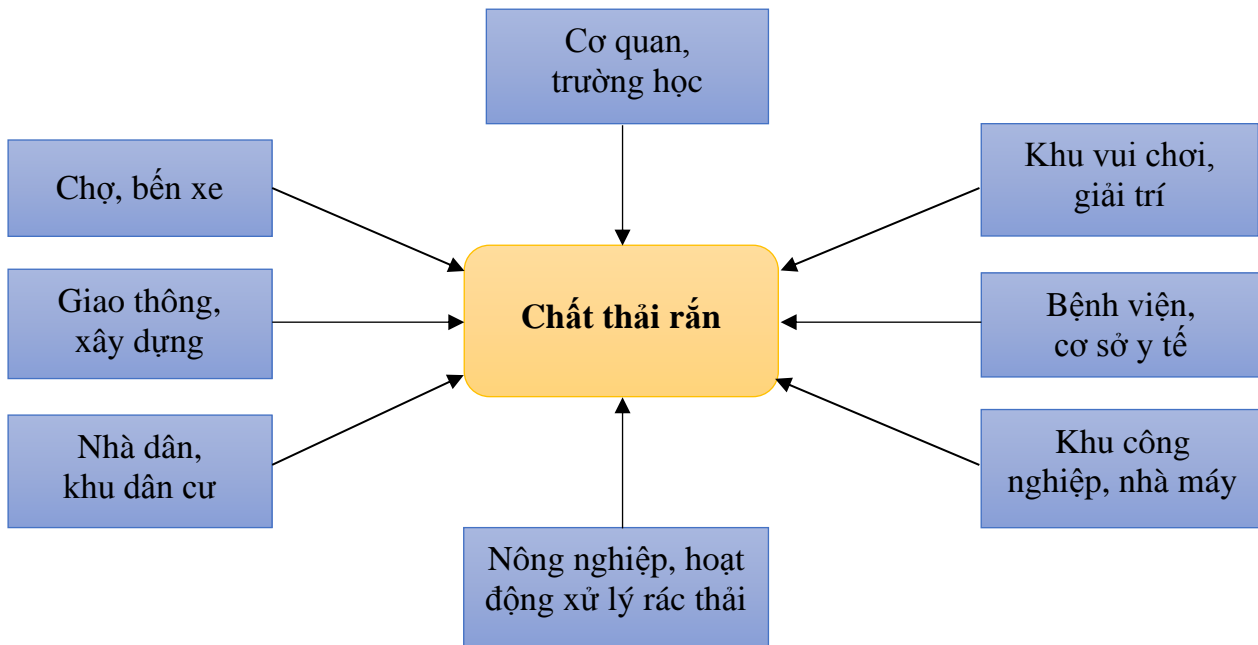 Cơ quan,
trường học
Chợ, bến xe
Khu vui chơi,
giải trí
Giao thông,
xây dựng
Chất thải rắn
Bệnh viện,
cơ sở y tế
Nhà dân,
khu dân cư
Khu công
nghiệp, nhà máy
Nông nghiệp, hoạt
động xử lý rác thải